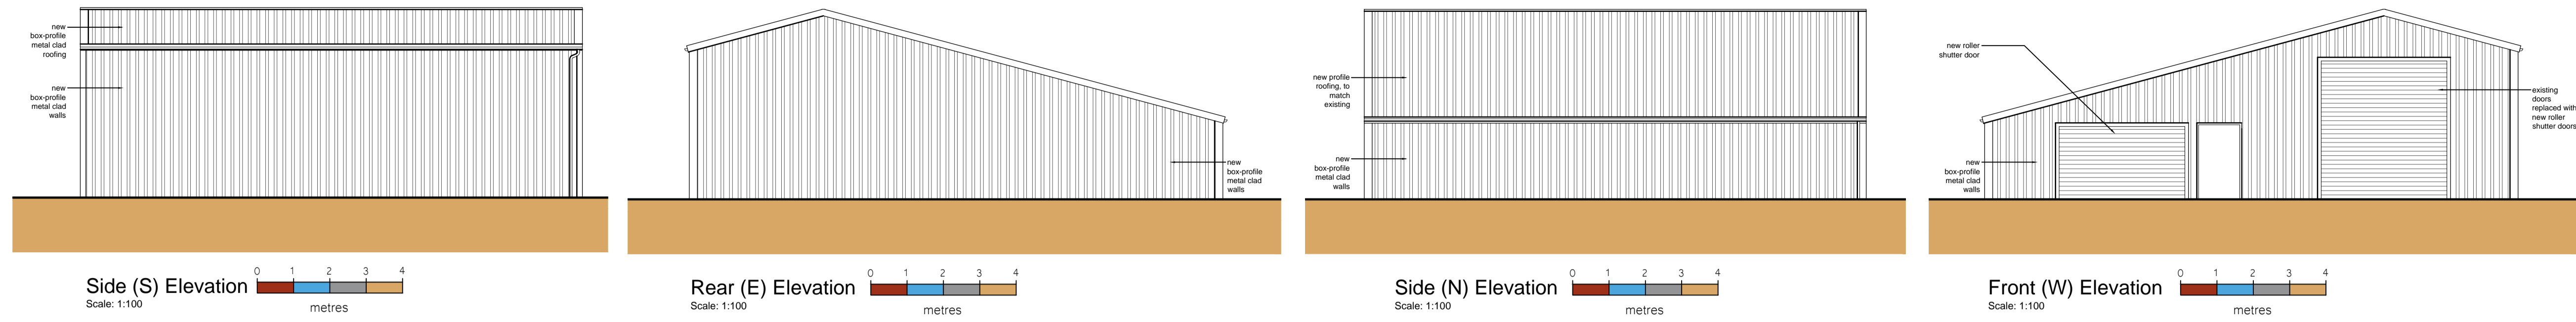 new
box-profile
metal clad
roofing
new
box-profile
metal clad
walls
Side (S) Elevation
Scale: 1:100
0 1 2 3 4
metres
new
box-profile
metal clad
walls
Rear (E) Elevation
Scale: 1:100
0 1 2 3 4
metres
new profile
roofing, to
match
existing
new
box-profile
metal clad
walls
Side (N) Elevation
Scale: 1:100
0 1 2 3 4
metres
new roller
shutter door
new
box-profile
metal clad
walls
existing
doors
replaced with
new roller
shutter doors
Front (W) Elevation
Scale: 1:100
0 1 2 3 4
metres